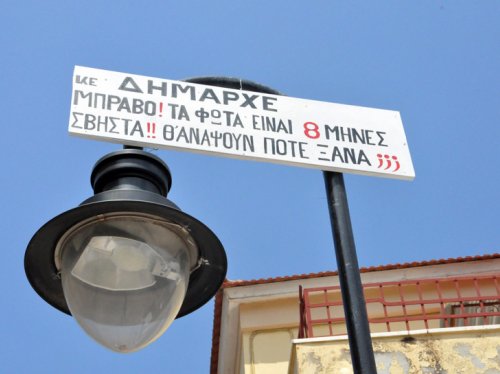 κε ΔΗΜΑΡΧΕ
ΜΠΡΑΒΟ! ΤΑ ΦΩΤΑ ΕΙΝΑΙ 8 ΜΗΝΕΣ
ΣΒΗΣΤΑ!! Θ'ΑΝΑΨΟΥΝ ΠΟΤΕ ΞΑΝΑ ;;;